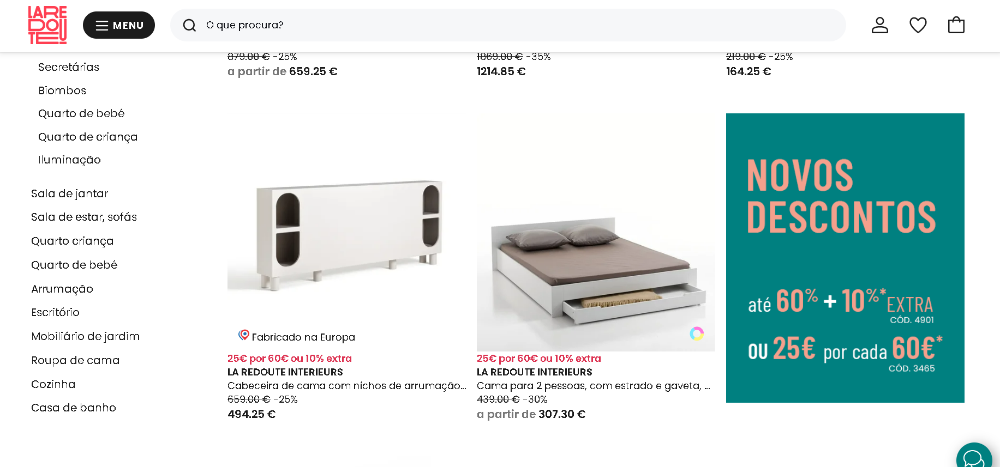 LA REDOUTE
MENU
O que procura?
Secretárias
Biombos
Quarto de bebé
Quarto de criança
Iluminação
Sala de jantar
Sala de estar, sofás
Quarto criança
Quarto de bebé
Arrumação
Escritório
Mobiliário de jardim
Roupa de cama
Cozinha
Casa de banho
879.00 € -25%
a partir de 659.25 €
1869.00 € -35%
1214.85 €
219.00 € -25%
164.25 €
Fabricado na Europa
25€ por 60€ ou 10% extra
LA REDOUTE INTERIEURS
Cabeceira de cama com nichos de arrumação...
659.00 € -25%
494.25 €
25€ por 60€ ou 10% extra
LA REDOUTE INTERIEURS
Cama para 2 pessoas, com estrado e gaveta, ...
439.00 € -30%
a partir de 307.30 €
NOVOS
DESCONTOS
até 60% + 10%* EXTRA
CÓD. 4901
ou 25€ por cada 60€*
CÓD. 3465